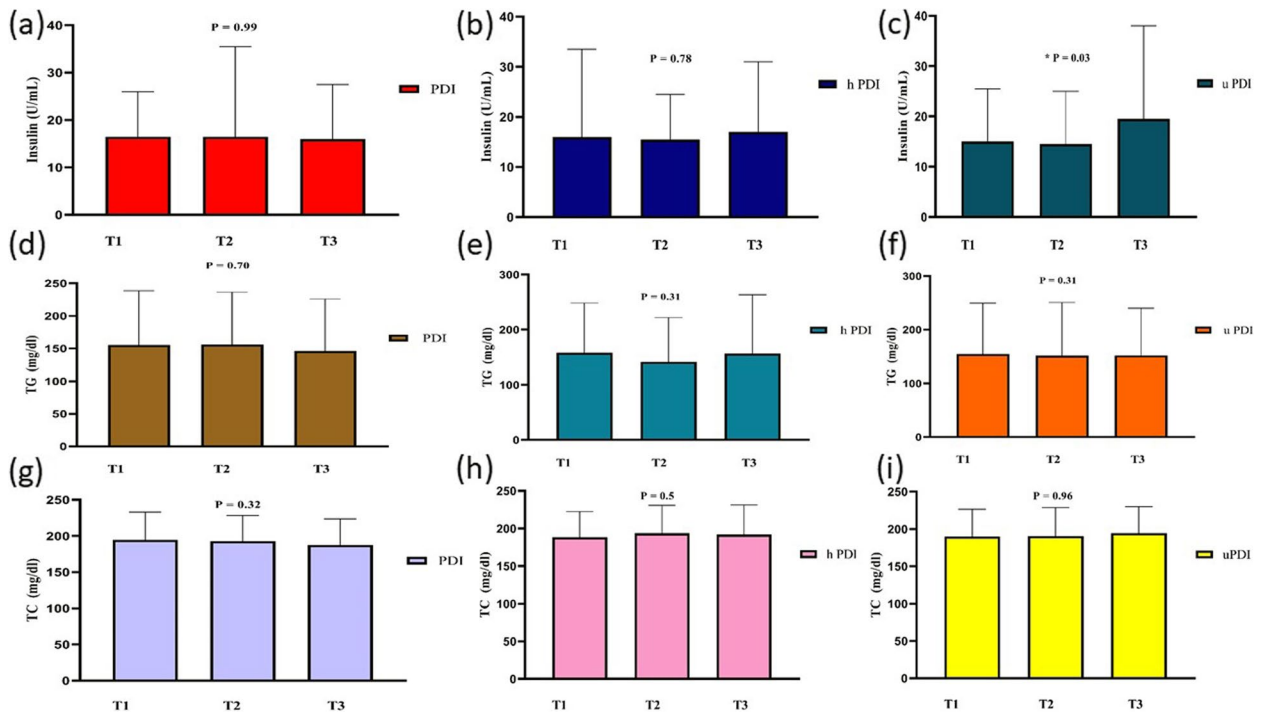 (a)
P = 0.99
40
30
20
10
0
Insulin (U/mL)
T1 T2 T3
PDI
(b)
P = 0.78
40
30
20
10
0
Insulin (U/mL)
T1 T2 T3
h PDI
(c)
* P = 0.03
40
30
20
10
0
Insulin (U/mL)
T1 T2 T3
u PDI
(d)
P = 0.70
250
200
150
100
50
0
TG (mg/dl)
T1 T2 T3
PDI
(e)
P = 0.31
300
200
100
0
TG (mg/dl)
T1 T2 T3
h PDI
(f)
P = 0.31
300
200
100
0
TG (mg/dl)
T1 T2 T3
u PDI
(g)
P = 0.32
250
200
150
100
50
0
TC (mg/dl)
T1 T2 T3
PDI
(h)
P = 0.5
250
200
150
100
50
0
TC (mg/dl)
T1 T2 T3
h PDI
(i)
P = 0.96
250
200
150
100
50
0
TC (mg/dl)
T1 T2 T3
uPDI